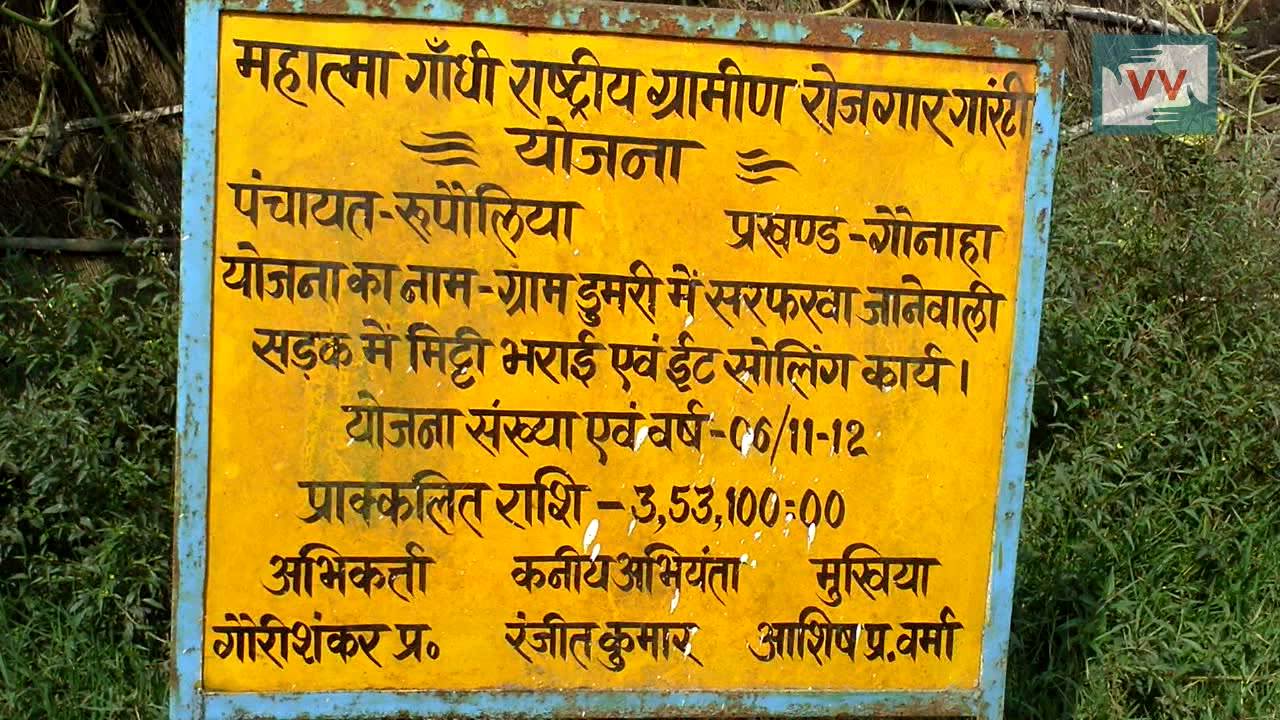 महात्मा गाँधी राष्ट्रीय ग्रामीण रोजगार गांरंटी
योजना
पंचायत-रूपौलिया प्रखण्ड-गौनाहा
योजना का नाम-ग्राम डुमरी में सरफरवा जानेवाली
सड़क में मिट्टी भराई एवं ईट सोलिंग कार्य।
योजना संख्या एवं वर्ष-06/11-12
प्राक्कलित राशि -3,53,100=00
अभिकर्त्ता कनीय अभियंता मुखिया
गौरीशंकर प्र॰ रंजीत कुमार आशिष प्र.वर्मा
VV